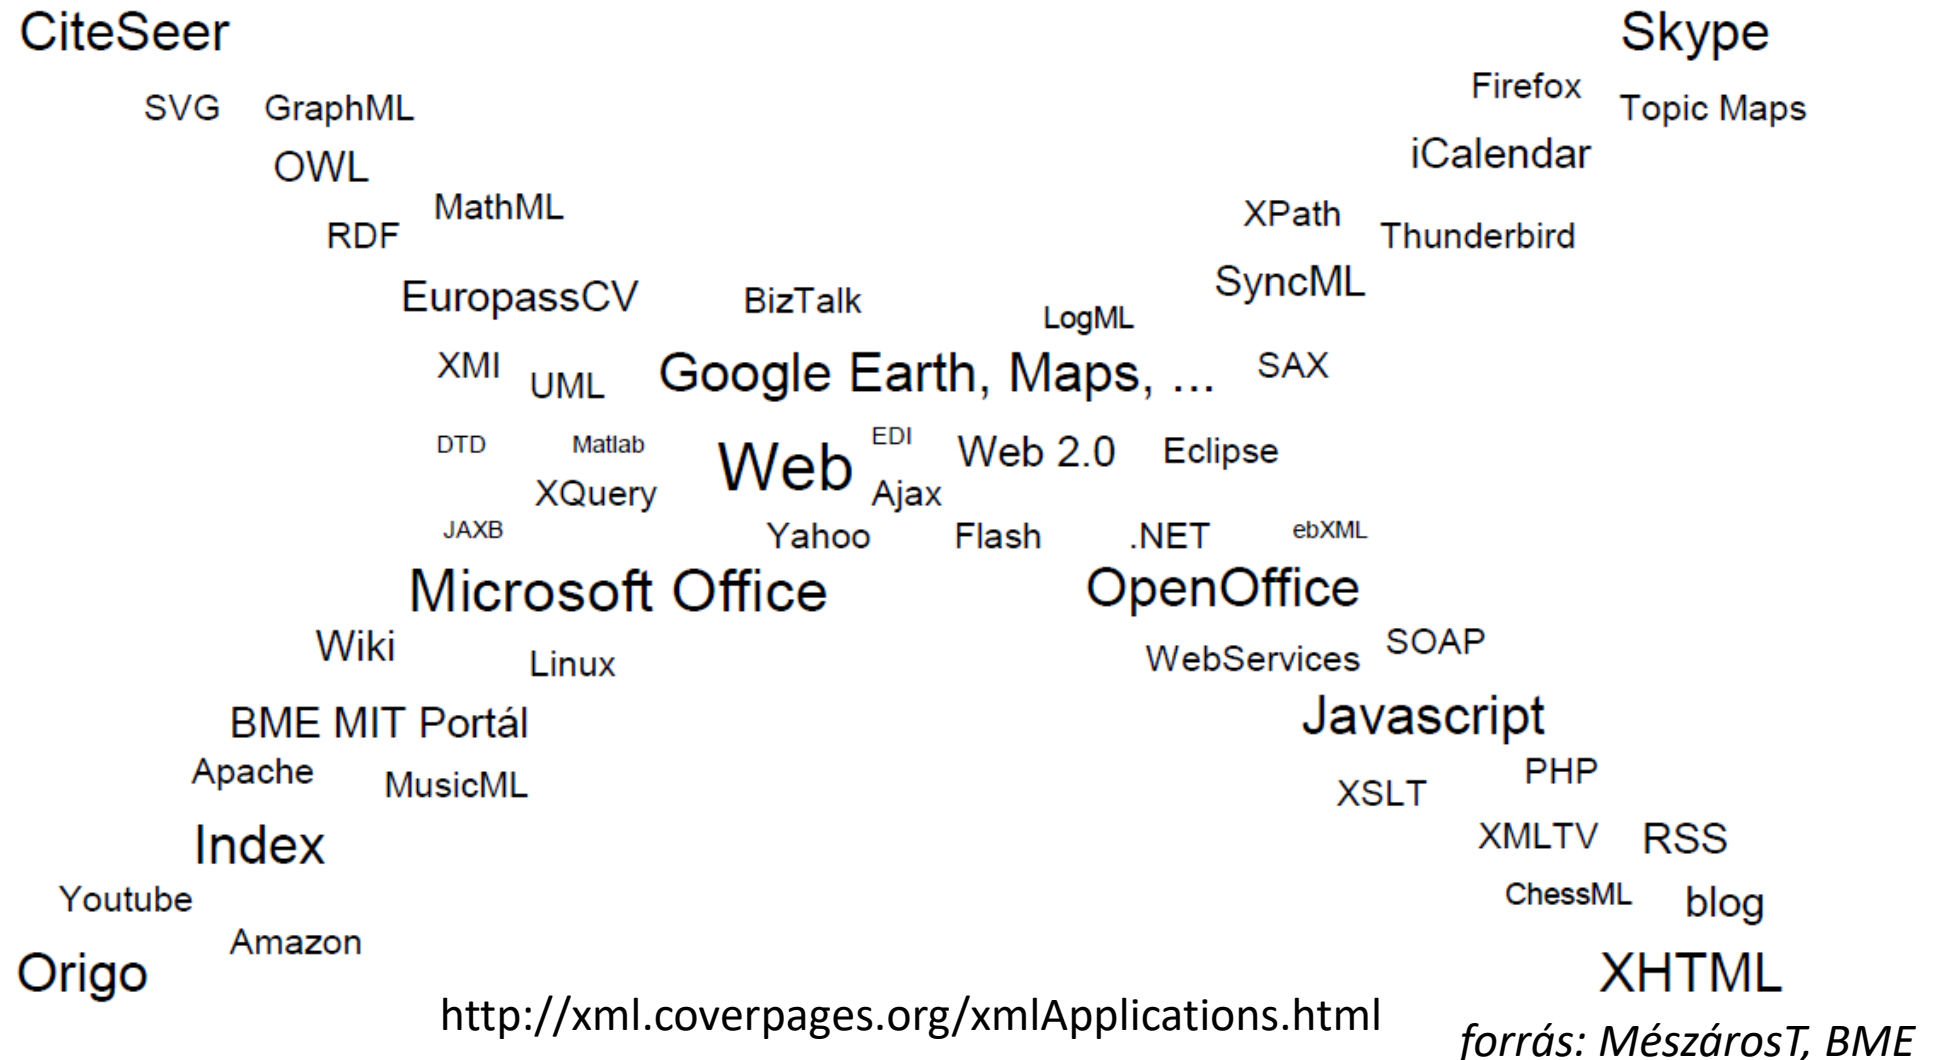 CiteSeer
Skype
Firefox
SVG GraphML
Topic Maps
OWL
iCalendar
MathML
XPath
RDF
Thunderbird
EuropassCV
BizTalk
SyncML
LogML
XMI
UML
Google Earth, Maps, ...
SAX
DTD
Matlab
Web
EDI
Web 2.0
Eclipse
XQuery
Ajax
JAXB
Yahoo
Flash
.NET
ebXML
Microsoft Office
OpenOffice
Wiki
Linux
WebServices
SOAP
BME MIT Portál
Javascript
Apache
MusicML
PHP
XSLT
Index
XMLTV
RSS
Youtube
ChessML
blog
Amazon
Origo
XHTML
http://xml.coverpages.org/xmlApplications.html
forrás: MészárosT, BME